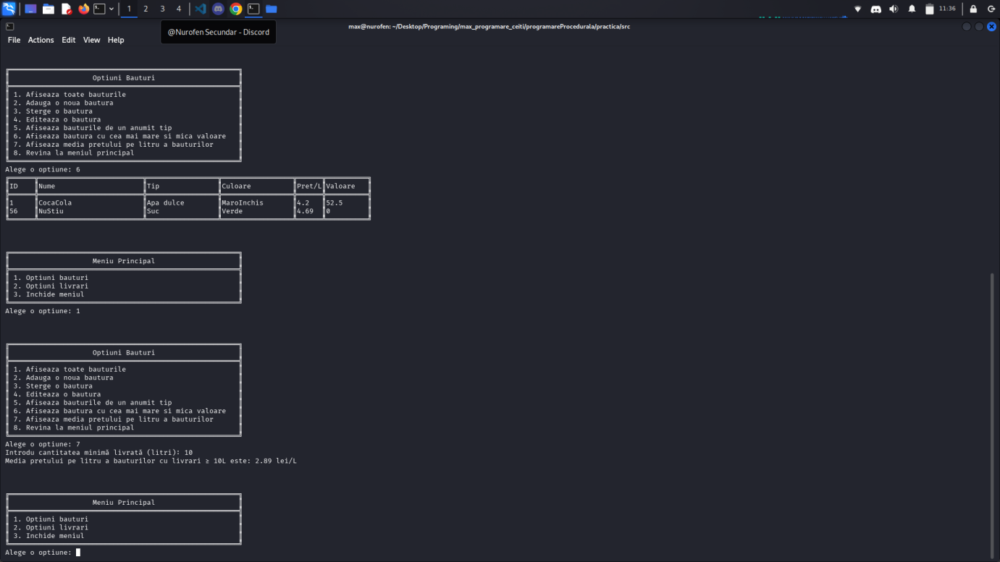 1 2 3 4
11:36
@Nurofen Secundar - Discord
max@nurofen: ~/Desktop/Programing/max_programare_ceiti/programareProcedurala/practica/src
File Actions Edit View Help
Optiuni Bauturi
1. Afiseaza toate bauturile
2. Adauga o noua bautura
3. Sterge o bautura
4. Editeaza o bautura
5. Afiseaza bauturile de un anumit tip
6. Afiseaza bautura cu cea mai mare si mica valoare
7. Afiseaza media pretului pe litru a bauturilor
8. Revina la meniul principal
Alege o optiune: 6
ID Nume Tip Culoare Pret/L Valoare
1 CocaCola Apa dulce MaroInchis 4.2 52.5
56 NuStiu Suc Verde 4.69 0
Meniu Principal
1. Optiuni bauturi
2. Optiuni livrari
3. Inchide meniul
Alege o optiune: 1
Optiuni Bauturi
1. Afiseaza toate bauturile
2. Adauga o noua bautura
3. Sterge o bautura
4. Editeaza o bautura
5. Afiseaza bauturile de un anumit tip
6. Afiseaza bautura cu cea mai mare si mica valoare
7. Afiseaza media pretului pe litru a bauturilor
8. Revina la meniul principal
Alege o optiune: 7
Introdu cantitatea minimă livrată (litri): 10
Media pretului pe litru a bauturilor cu livrari ≥ 10L este: 2.89 lei/L
Meniu Principal
1. Optiuni bauturi
2. Optiuni livrari
3. Inchide meniul
Alege o optiune: